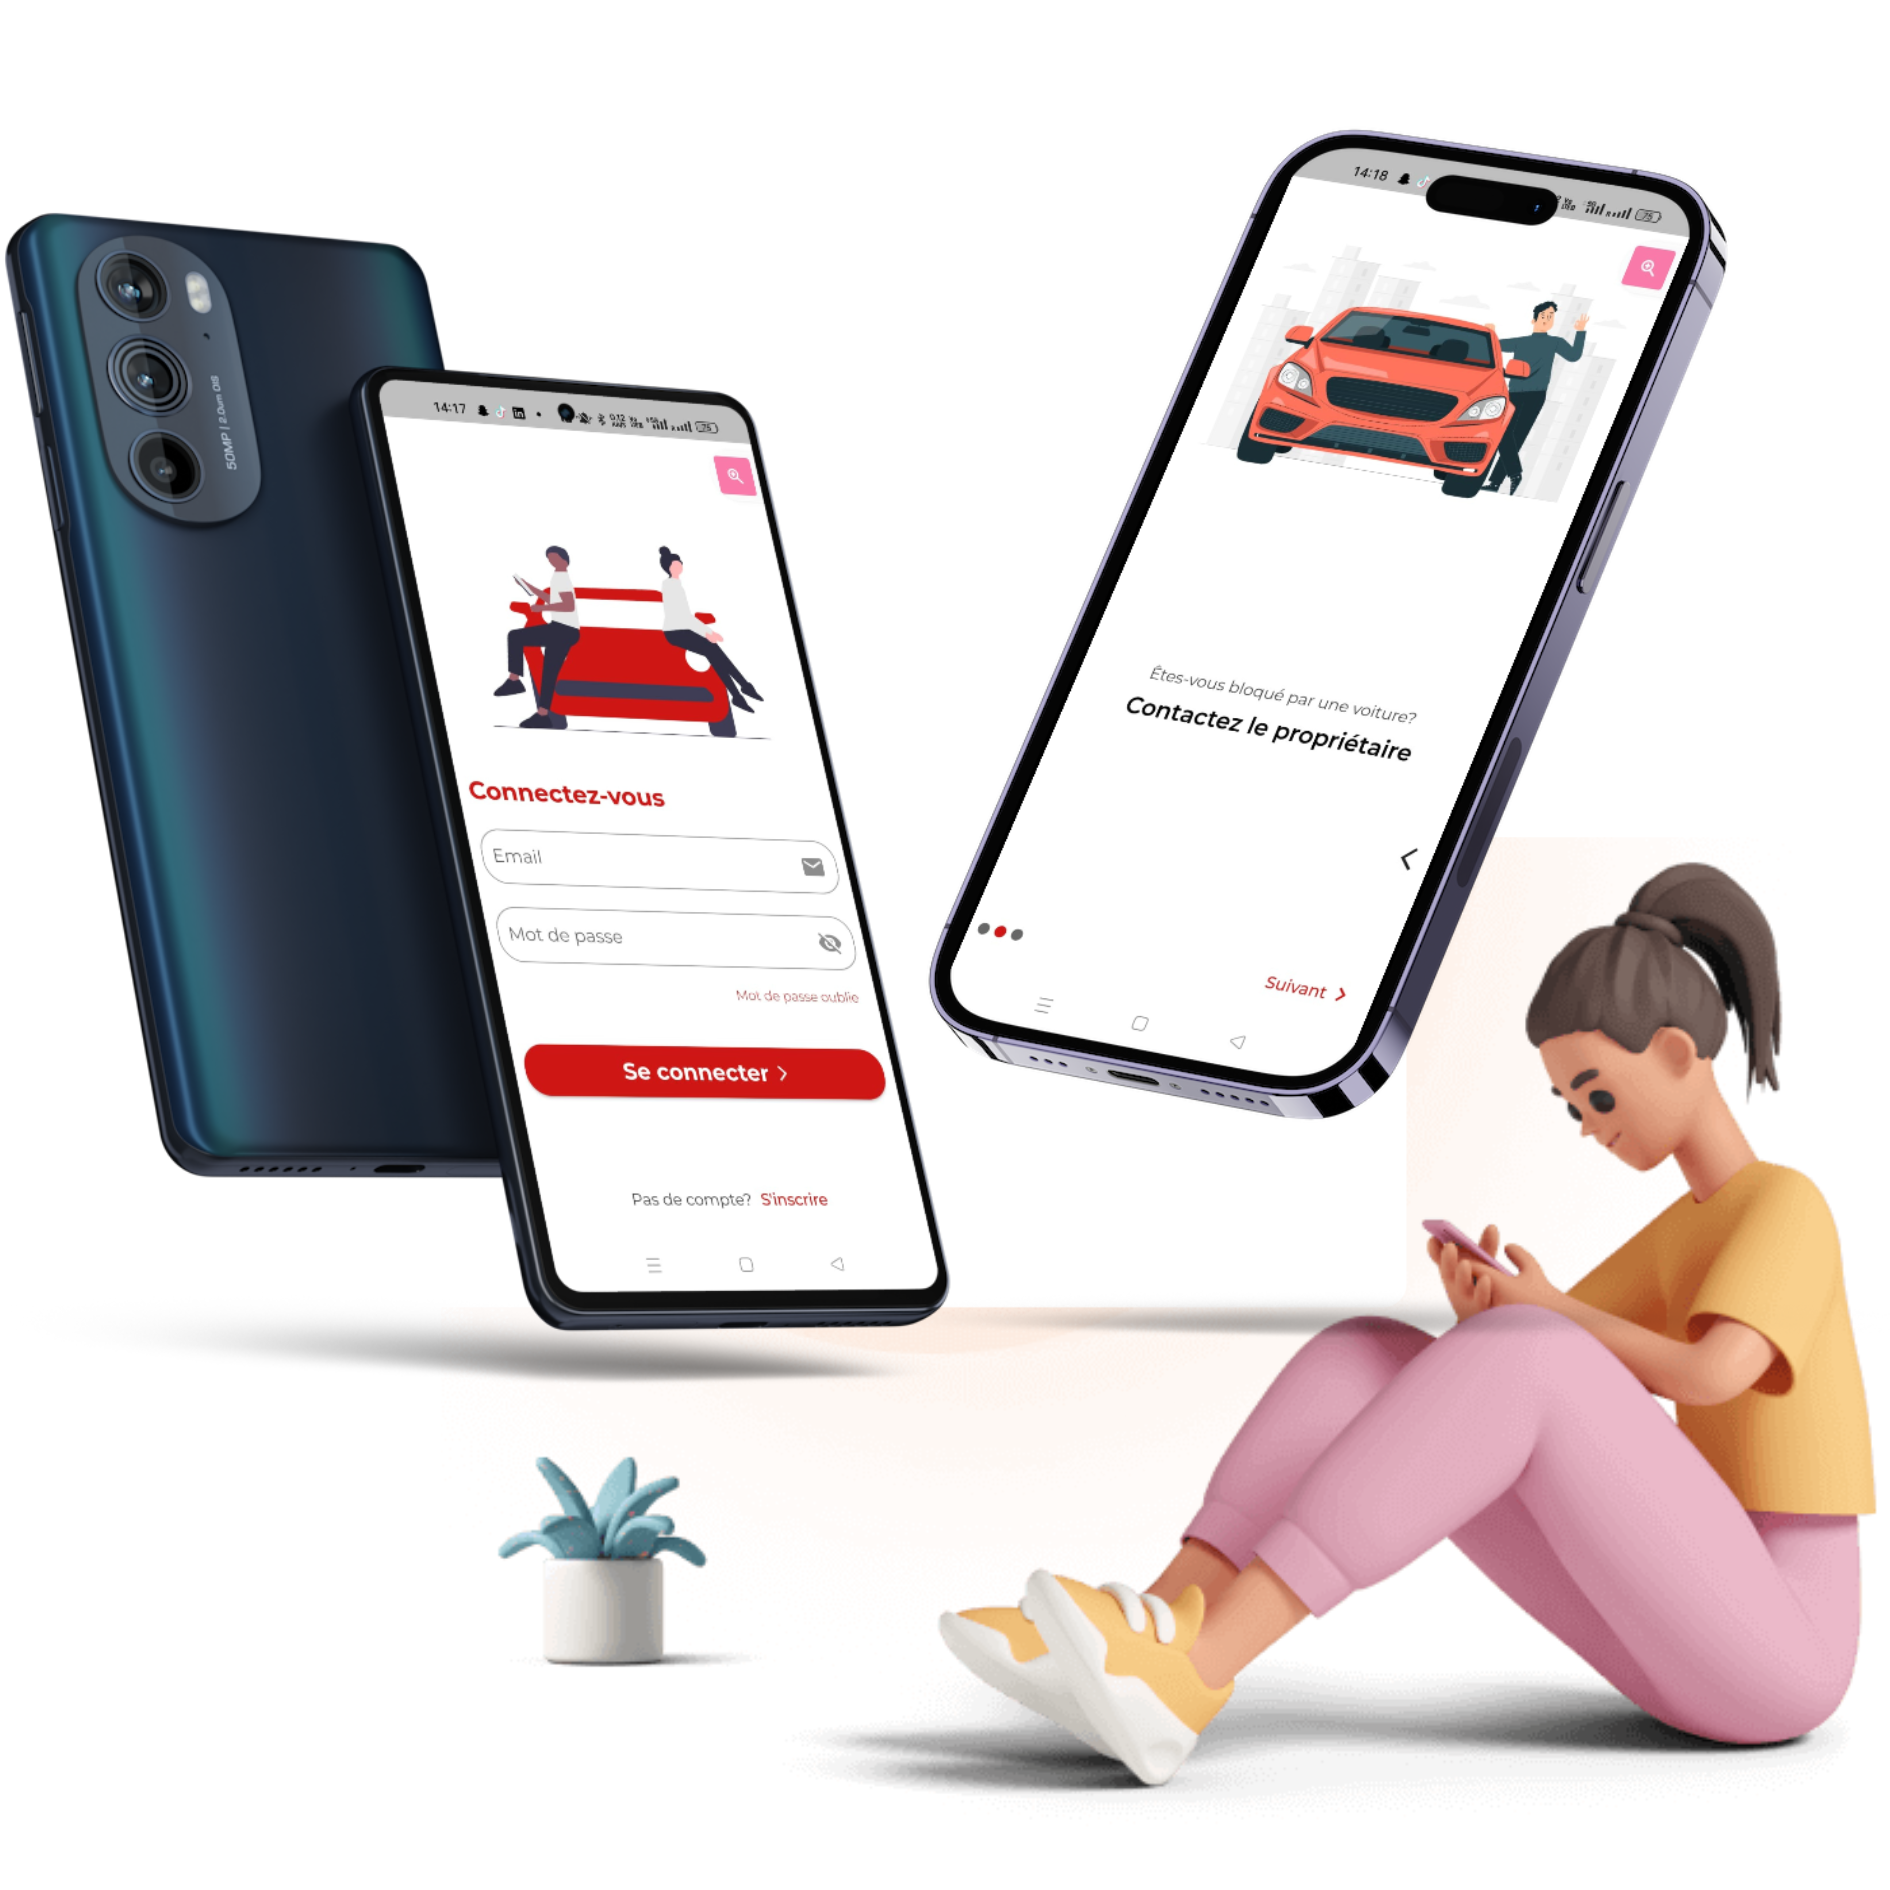 50MP | 2.0um OIS
14:17
Connectez-vous
Email
Mot de passe
Mot de passe oublie
Se connecter
Pas de compte? S'inscrire
14:18
Êtes-vous bloqué par une voiture?
Contactez le propriétaire
Suivant